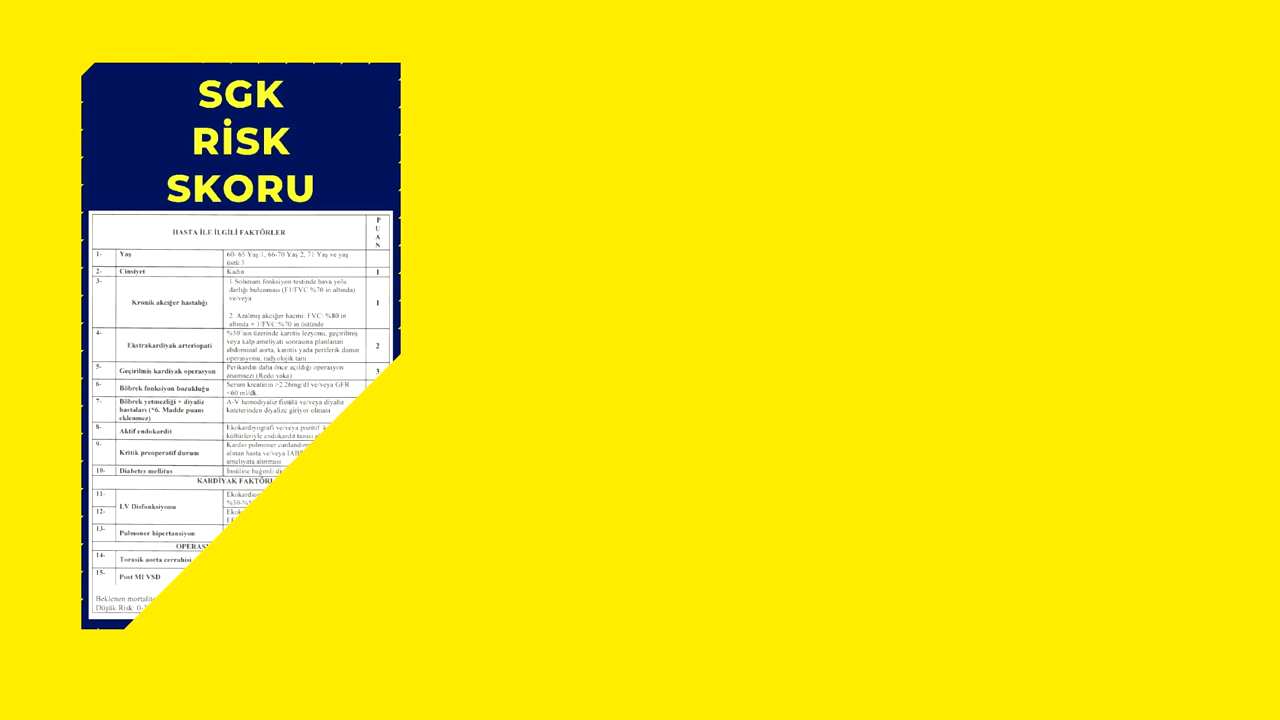 SGK
RİSK
SKORU
HASTA İLE İLGİLİ FAKTÖRLER
P
U
A
N
1- Yaş 60- 65 Yaş:1, 66-70 Yaş:2, 71 Yaş ve yaş
üstü:3
2- Cinsiyet Kadın 1
3- Kronik akciğer hastalığı 1.Solunum fonksiyon testinde hava yolu
darlığı bulunması (F1/FVC %70 in altında)
ve/veya
1
2. Azalmış akciğer hacmi: FVC: %80 in
altında + 1/FVC %70 in üstünde
4- Ekstrakardiyak arteriopati %50'nin üzerinde karotis lezyonu, geçirilmiş
veya kalp ameliyatı sonrasına planlanan
abdominal aorta, karotis yada periferik damar
operasyonu, radyolojik tanı
2
5- Geçirilmiş kardiyak operasyon Perikardın daha önce açıldığı operasyon
anamnezi (Redo vaka)
3
6- Böbrek fonksiyon bozukluğu Serum kreatinin >2.26mg/dl ve/veya GFR
<60 ml/dk.
7- Böbrek yetmezliği + diyaliz
hastaları (*6. Madde puanı
eklenmez)
A-V hemodiyaliz fistülü ve/veya diyaliz
kateterinden diyalize giriyor olması
8- Aktif endokardit Ekokardiyografi ve/veya pozitif
kültürleriyle endokardit tanısı
9- Kritik preoperatif durum Kardio pulmoner
alınan hasta ve/veya
ameliyata alınması
10- Diabetes mellitus İnsüline bağımlı
KARDİYAK
11-
LV Disfonksiyonu
12-
13- Pulmoner hipertansiyon
14- Torasik aorta cerrahisi
15- Post MI VSD
Beklenen
Düşük Risk: